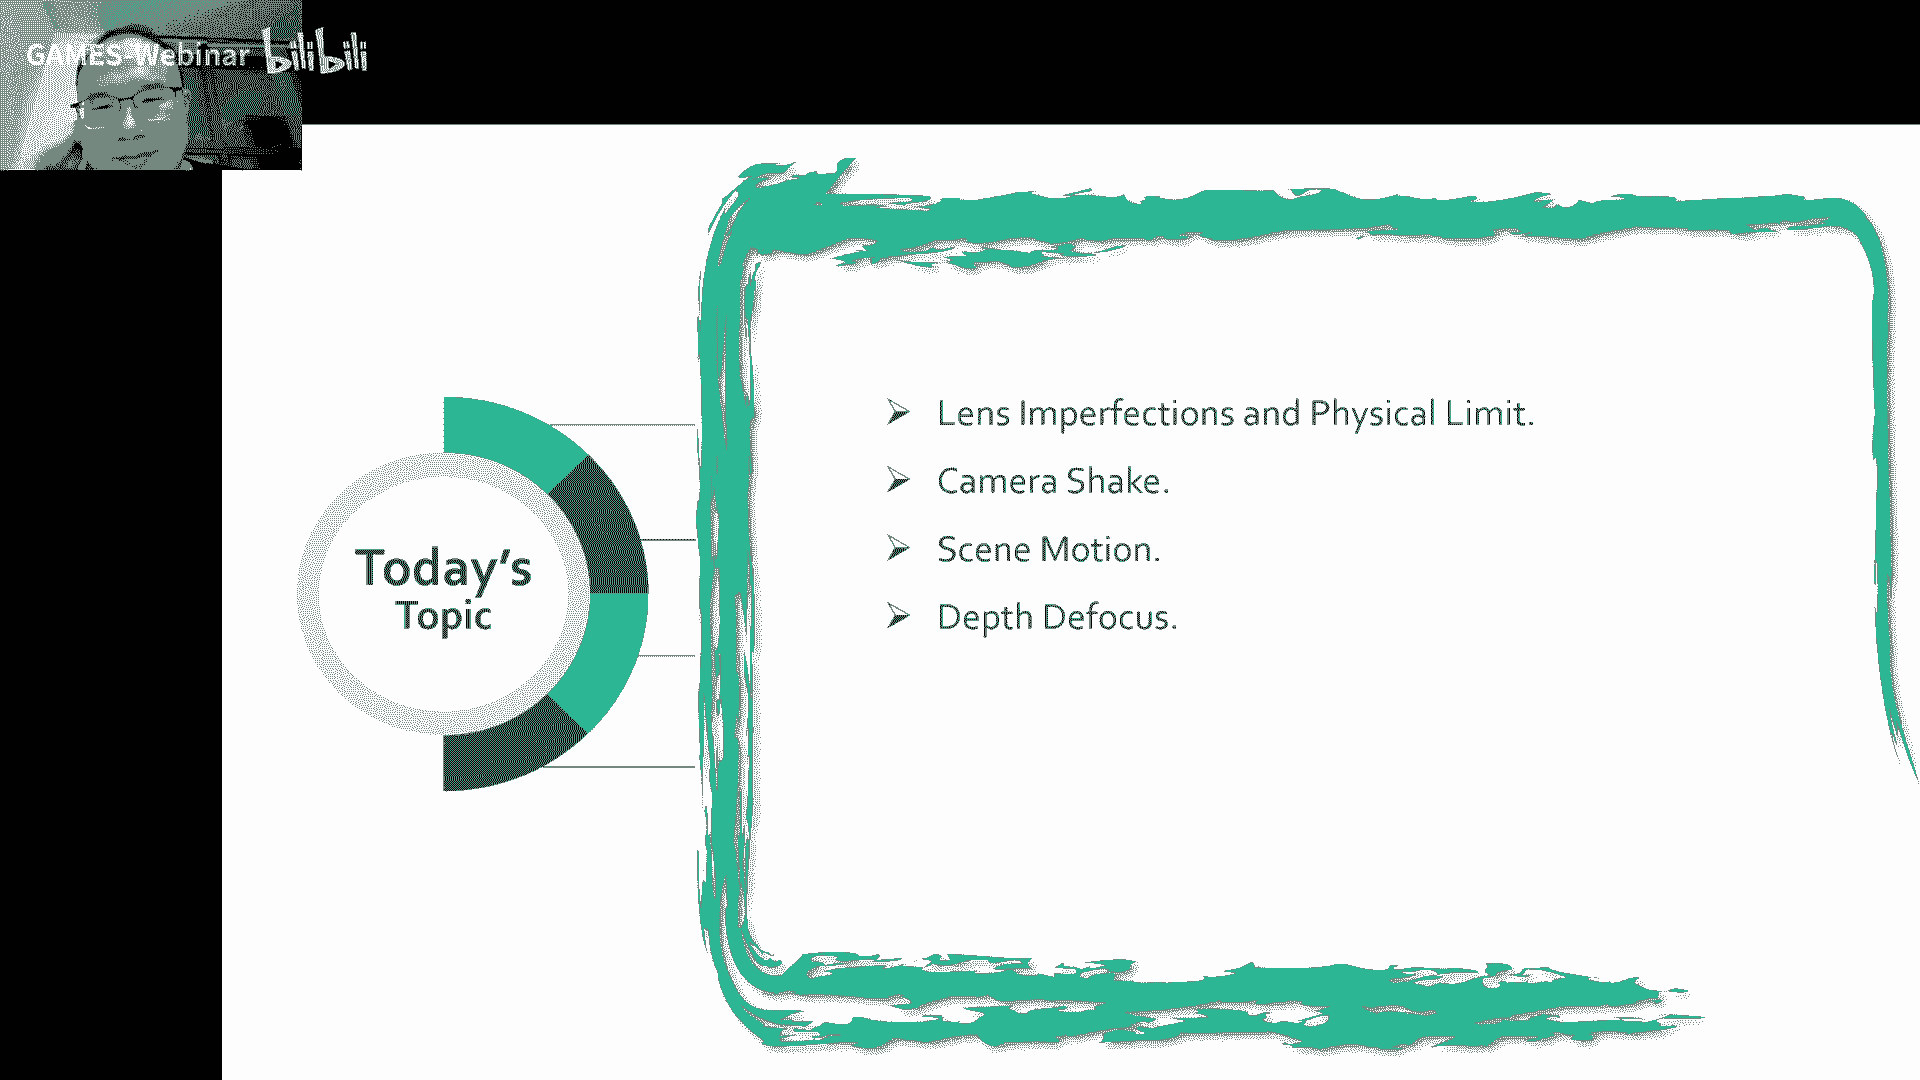 GAMES-Webinar bilibili
Today's
Topic
Lens Imperfections and Physical Limit.
Camera Shake.
Scene Motion.
Depth Defocus.